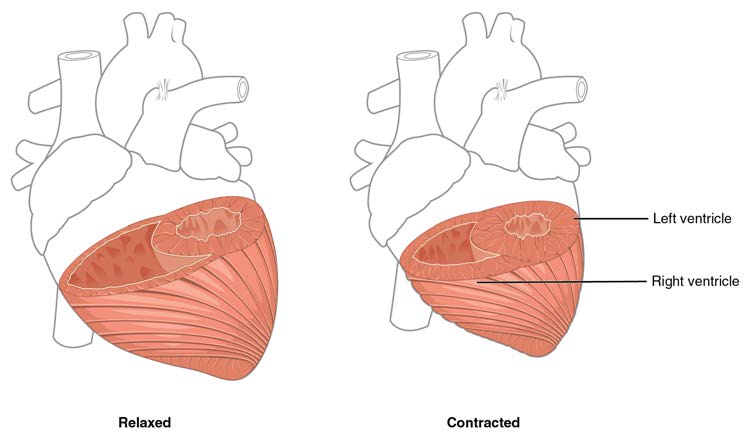 Left ventricle
Right ventricle
Relaxed
Contracted